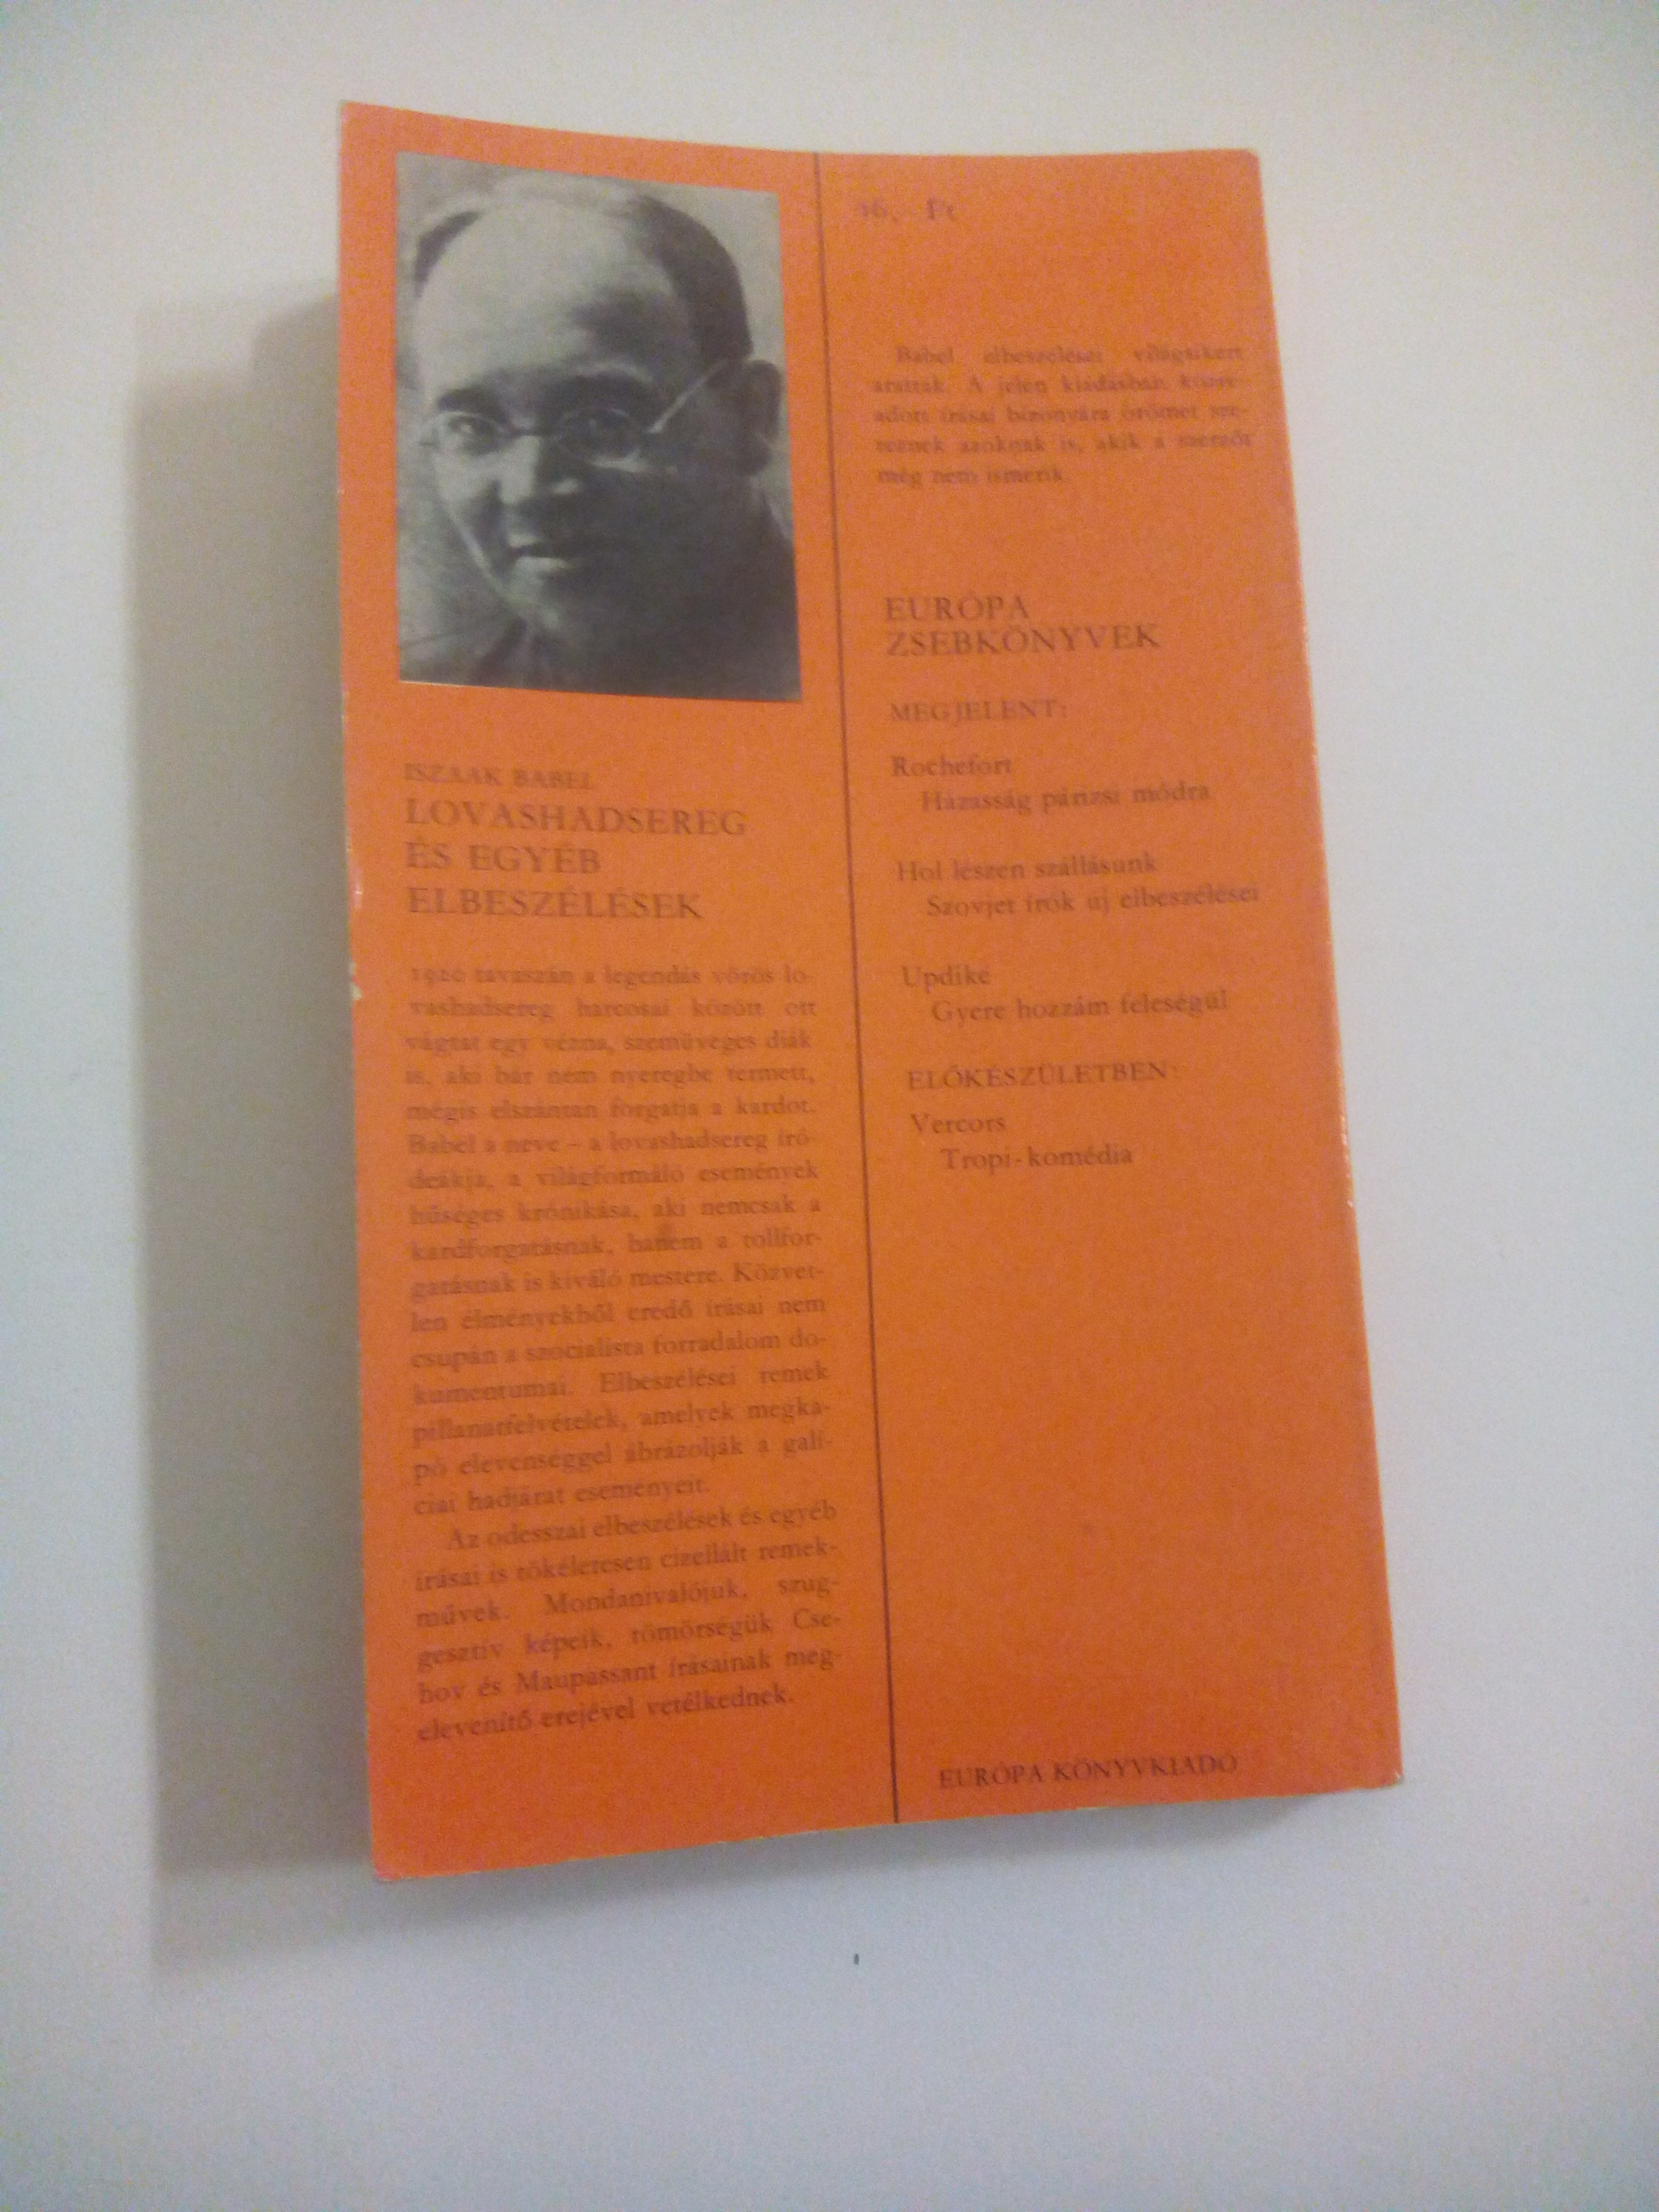 ISZAAK BABEL
LOVASHADSEREG
ÉS EGYÉB
ELBESZÉLÉSEK
1920 tavaszán a legendás vörös lo-
vashadsereg harcosai között ott
vágtat egy vézna, szemüveges diák
is, aki bár nem nyeregbe termett,
mégis elszántan forgatja a kardot.
Babel a neve – a lovashadsereg író-
deákja, a világformáló események
hűséges krónikása, aki nemcsak a
kardforgatásnak, hanem a tollfor-
gatásnak is kiváló mestere. Közvet-
len élményekből eredő írásai nem
csupán a szocialista forradalom do-
kumentumai. Elbeszélései remek
pillanatfelvételek, amelyek megka-
pó elevenséggel ábrázolják a galí-
ciai hadjárat eseményeit.
Az odesszai elbeszélések és egyéb
írásai is tökéletesen cizellált remek-
művek. Mondanivalójuk, szug-
gesztív képeik, tömörségük Cse-
hov és Maupassant írásainak meg-
elevenítő erejével vetélkednek.
Ft
Babel elbeszélései világsikert
arattak. A jelen kiadásban közre-
adott írásai bizonyára örömet sze-
reznek azoknak is, akik a szerzőt
még nem ismerik.
EURÓPA
ZSEBKÖNYVEK
MEGJELENT:
Rochefort
Házasság párizsi módra
Hol lészen szállásunk
Szovjet írók új elbeszélései
Updike
Gyere hozzám feleségül
ELŐKÉSZÜLETBEN:
Vercors
Tropi-komédia
EURÓPA KÖNYVKIADÓ